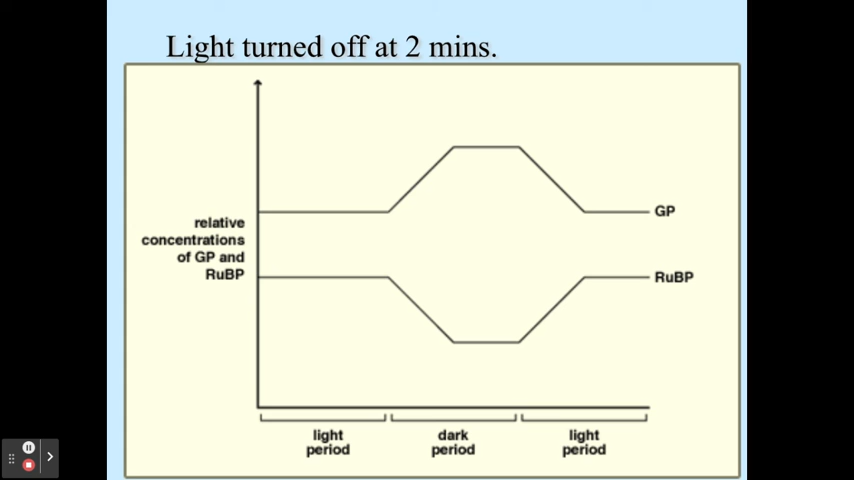 Light turned off at 2 mins.
GP
relative
concentrations
of GP and
RuBP
RuBP
light
period
dark
period
light
period